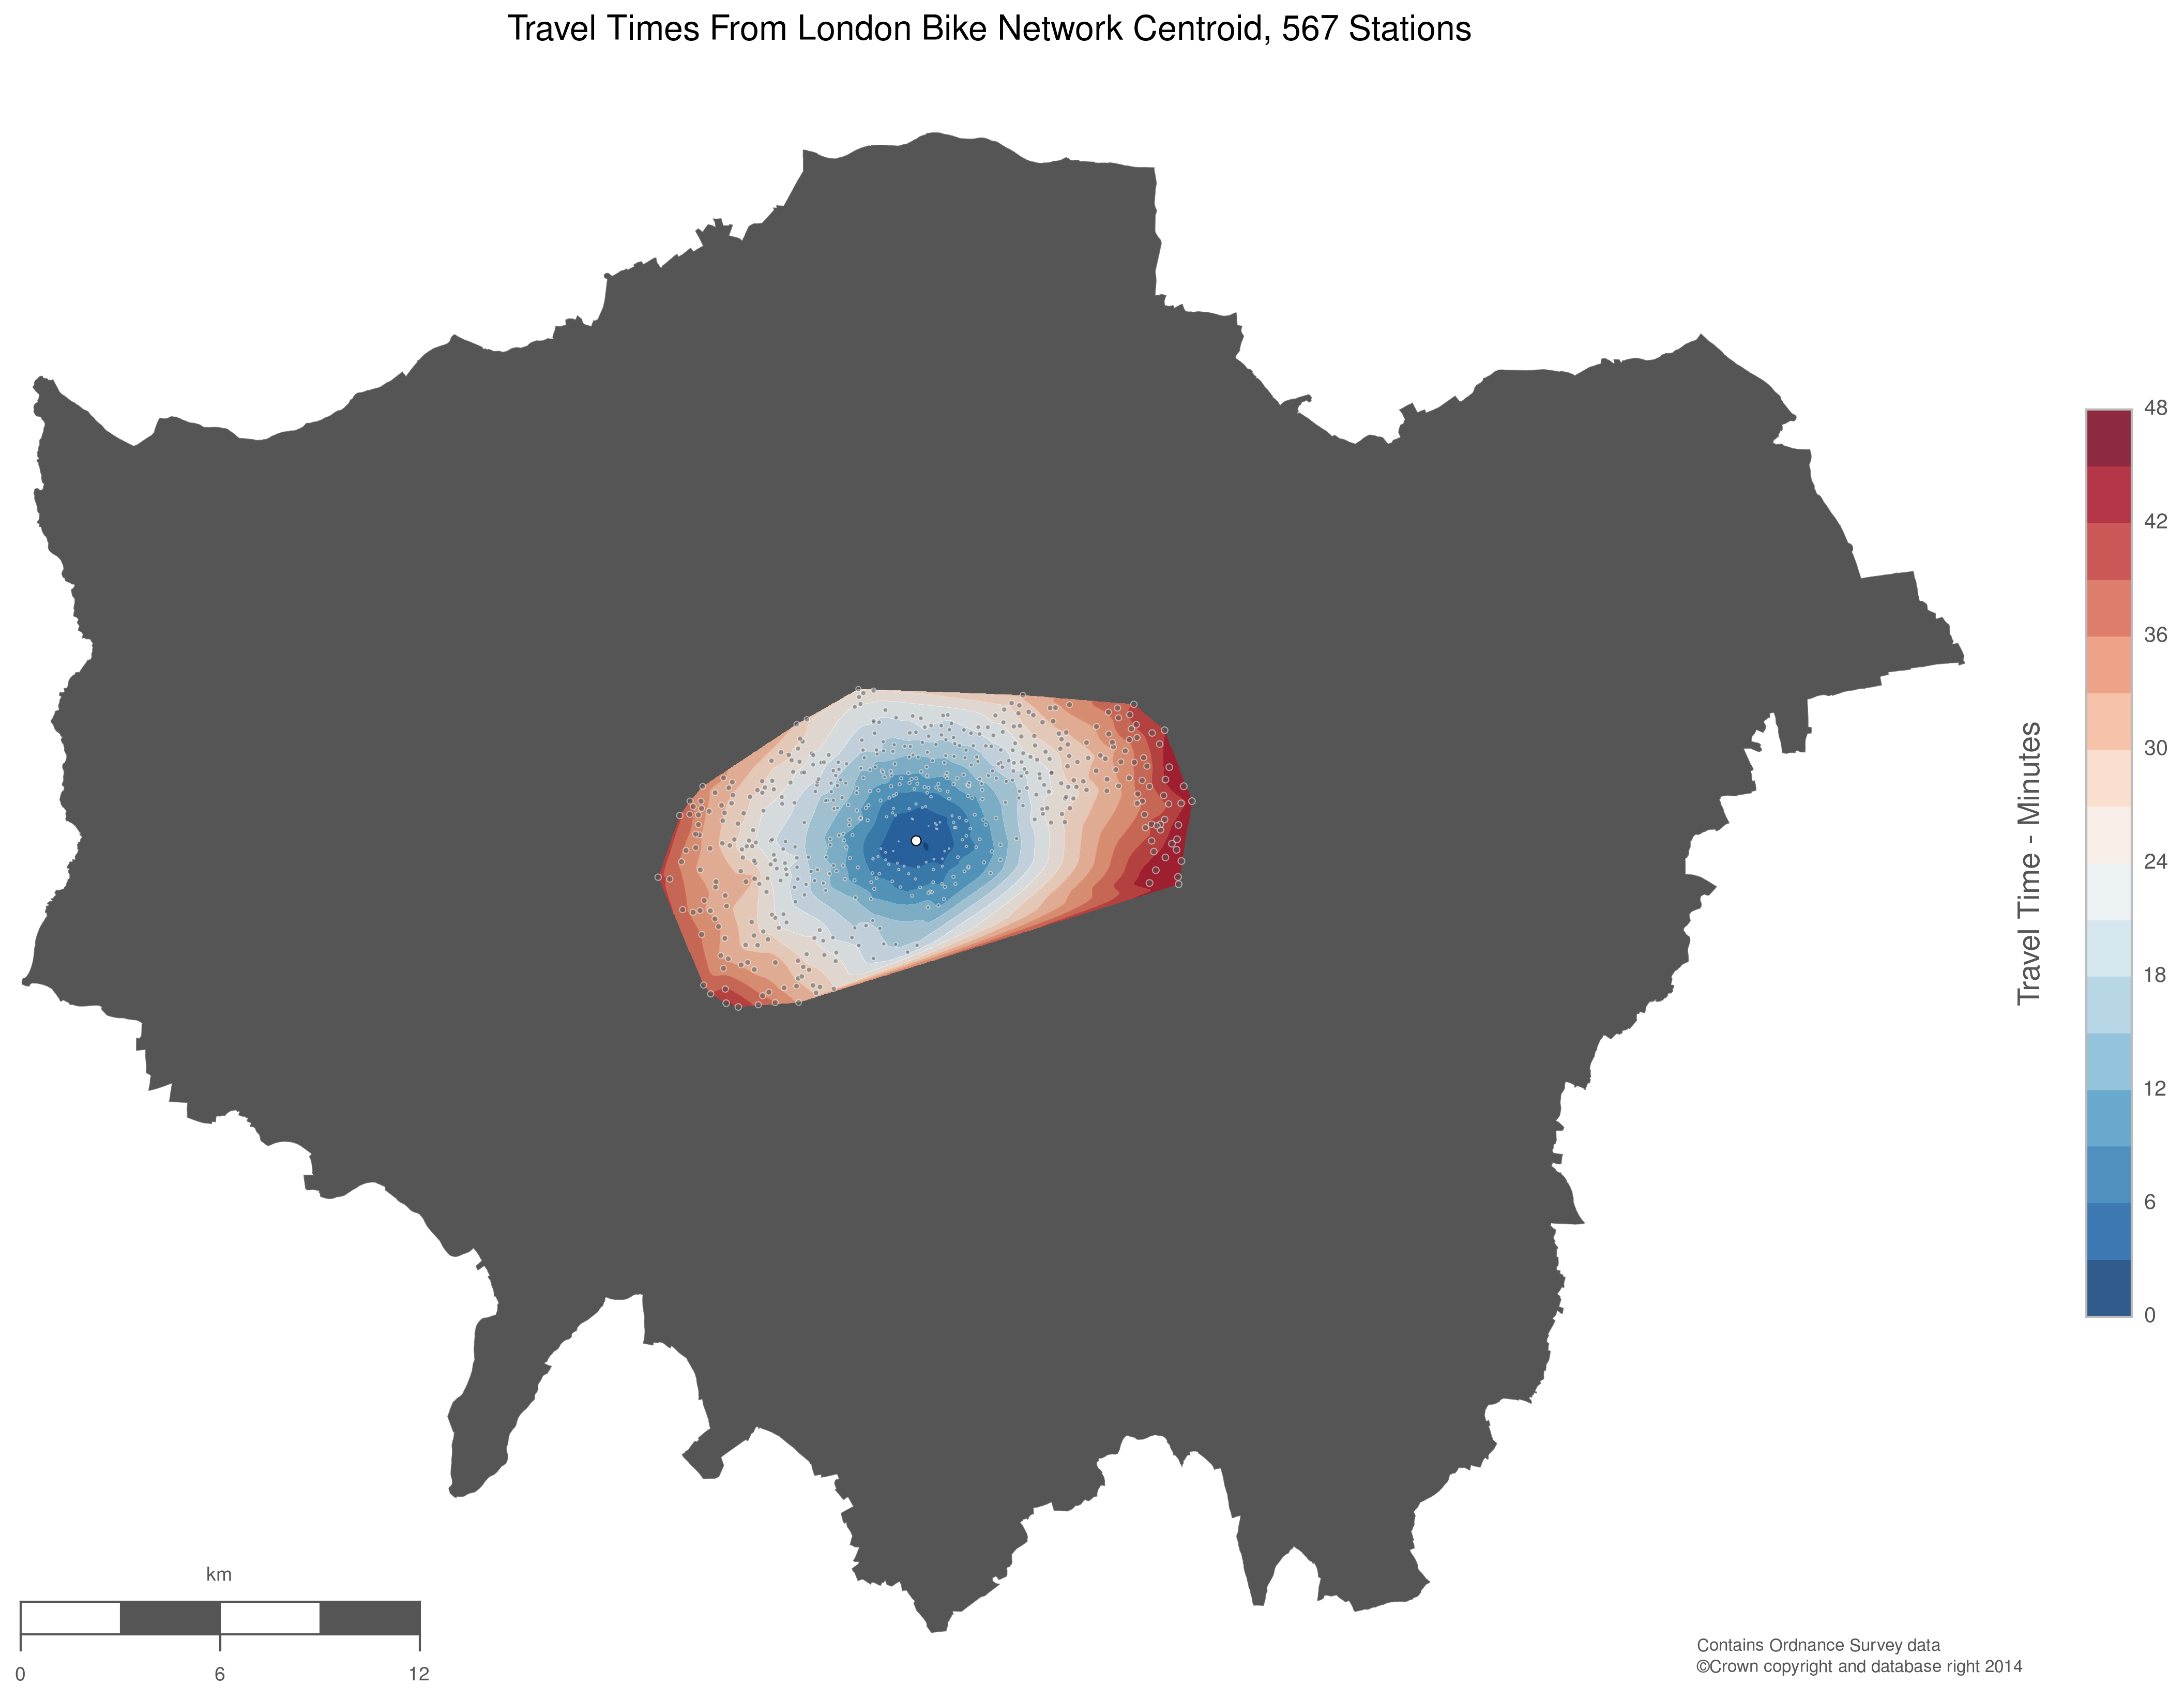 Travel Times From London Bike Network Centroid, 567 Stations
48
42
36
30
24
18
12
6
0
Travel Time - Minutes
km
0 6 12
Contains Ordnance Survey data
©Crown copyright and database right 2014